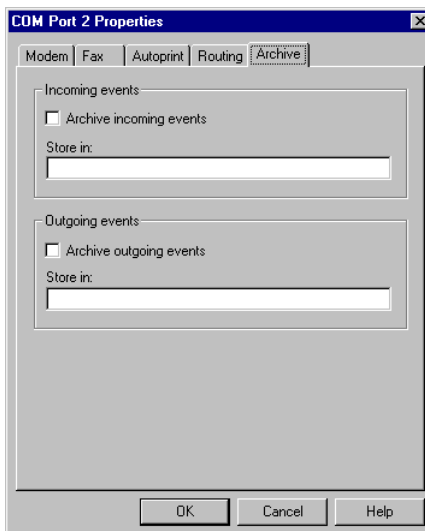 COM Port 2 Properties
Modem Fax Autoprint Routing Archive
Incoming events
Archive incoming events
Store in:
Outgoing events
Archive outgoing events
Store in:
OK Cancel Help